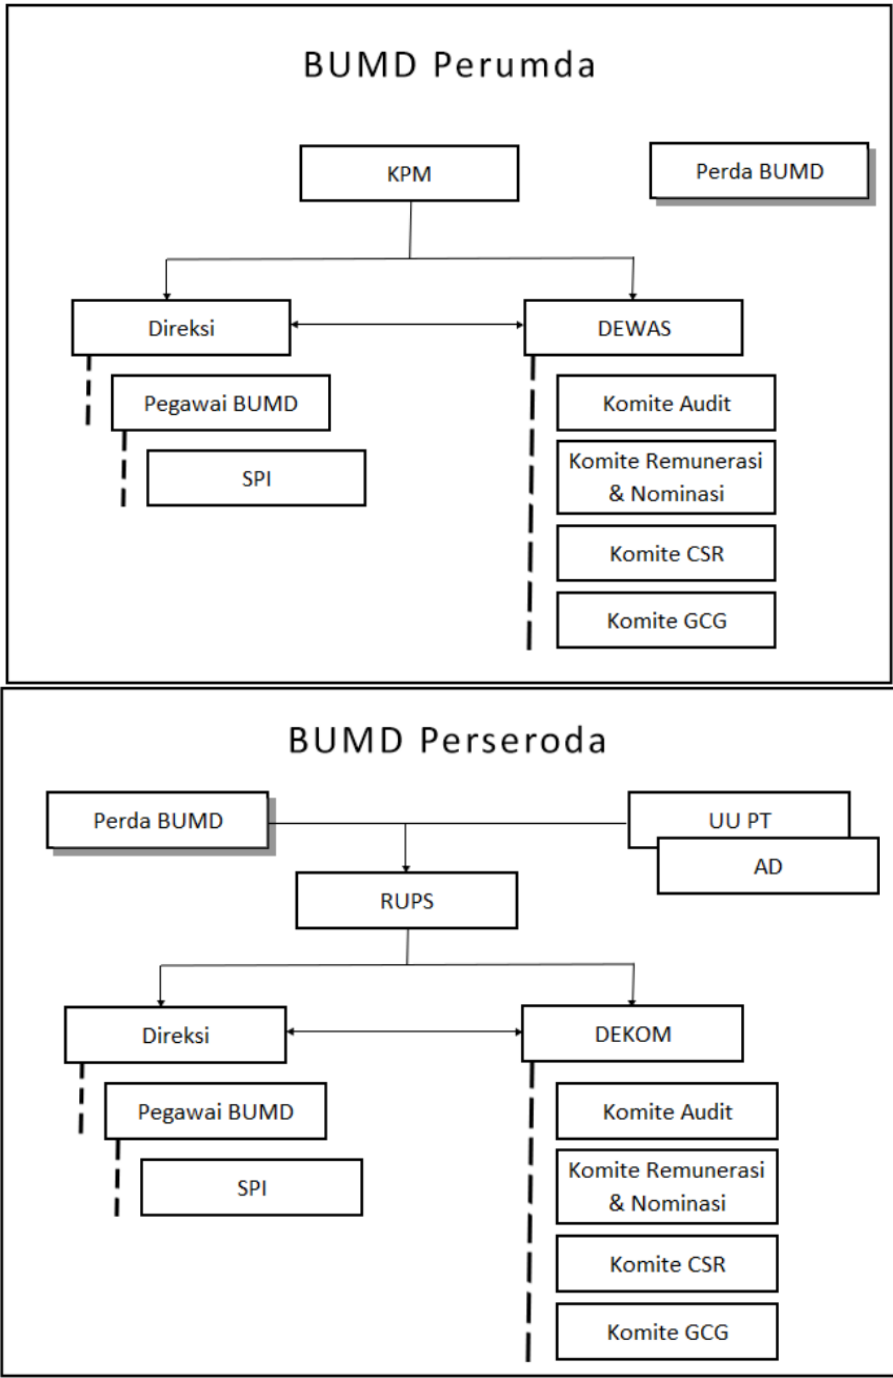 BUMD Perumda
KPM
Perda BUMD
Direksi
DEWAS
Pegawai BUMD
SPI
Komite Audit
Komite Remunerasi
& Nominasi
Komite CSR
Komite GCG
BUMD Perseroda
Perda BUMD
UU PT
AD
RUPS
Direksi
DEKOM
Pegawai BUMD
SPI
Komite Audit
Komite Remunerasi
& Nominasi
Komite CSR
Komite GCG